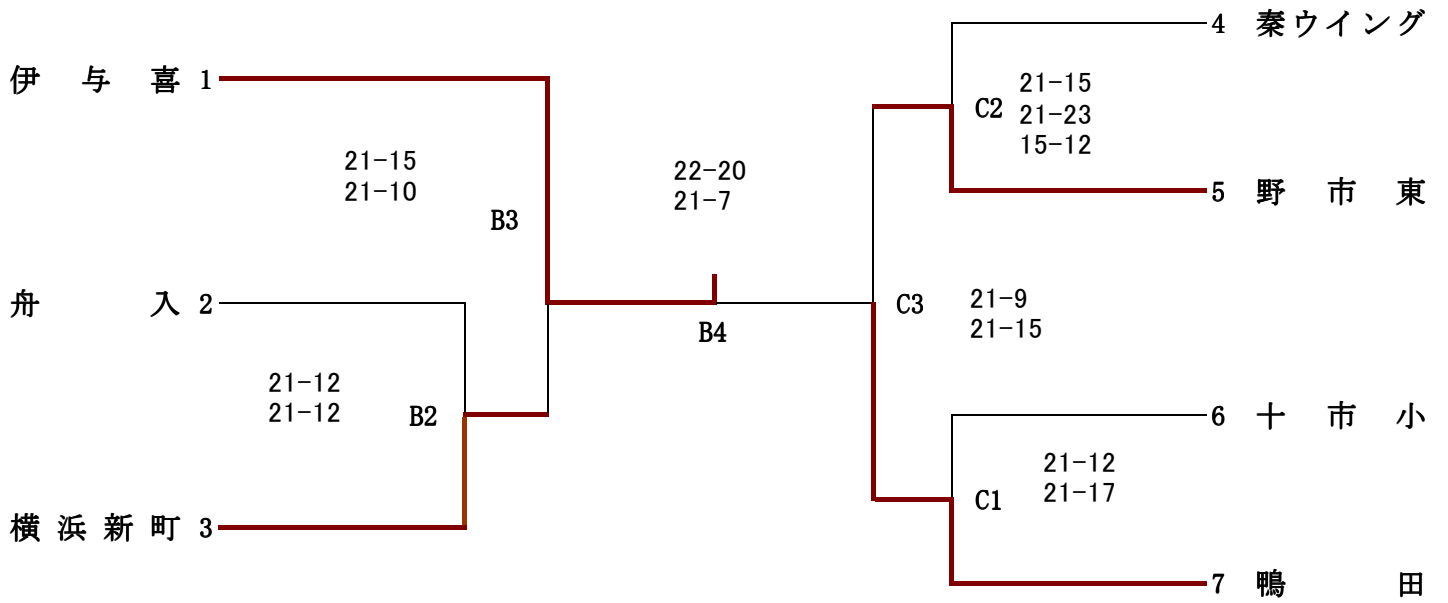 4 秦ウイング
伊与喜 1
C2
21-15
21-23
15-12
21-15
21-10
22-20
21-7
5 野市東
B3
舟入 2
C3
21-9
21-15
B4
21-12
21-12
B2
6 十市小
21-12
21-17
C1
横浜新町 3
7 鴨田